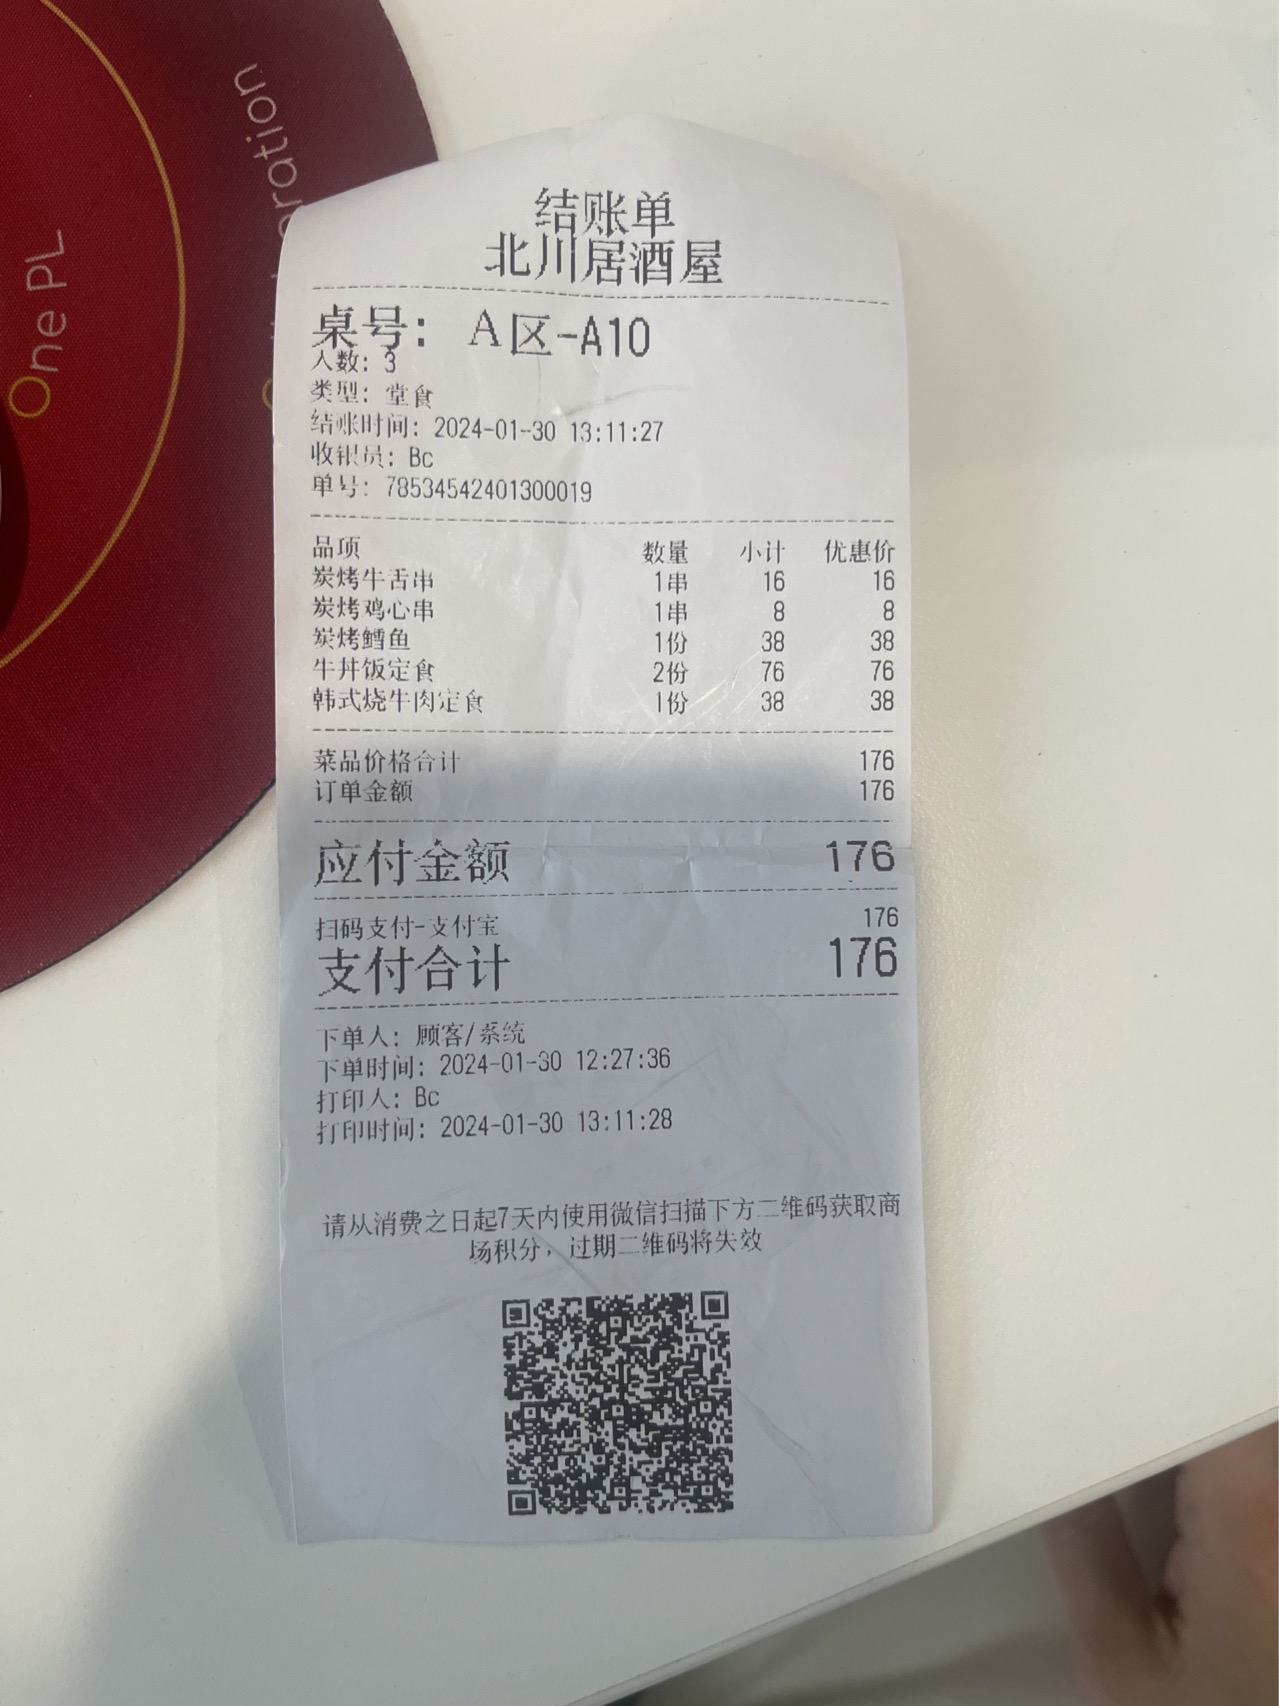 One PL
ration
结账单
北川居酒屋
桌号: A区-A10
人数: 3
类型: 堂食
结账时间: 2024-01-30 13:11:27
收银员: Bc
单号: 78534542401300019
品项 数量 小计 优惠价
炭烤牛舌串 1串 16 16
炭烤鸡心串 1串 8 8
炭烤鳕鱼 1份 38 38
牛丼饭定食 2份 76 76
韩式烧牛肉定食 1份 38 38
菜品价格合计 176
订单金额 176
应付金额 176
扫码支付-支付宝 176
支付合计 176
下单人: 顾客/系统
下单时间: 2024-01-30 12:27:36
打印人: Bc
打印时间: 2024-01-30 13:11:28
请从消费之日起7天内使用微信扫描下方二维码获取商
场积分，过期二维码将失效